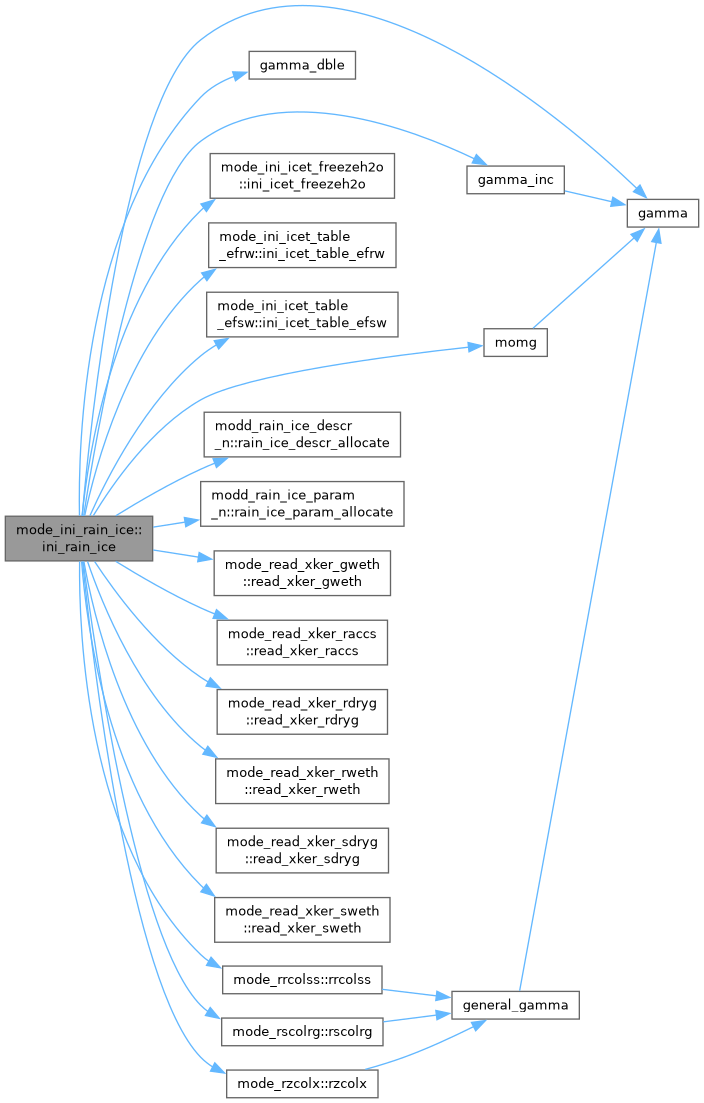 gamma_dble
mode_ini_icet_freezeh2o
::ini_icet_freezeh2o
gamma_inc
gamma
mode_ini_icet_table
_efrw::ini_icet_table_efrw
mode_ini_icet_table
_efsw::ini_icet_table_efsw
momg
modd_rain_ice_descr
_n::rain_ice_descr_allocate
modd_rain_ice_param
_n::rain_ice_param_allocate
mode_ini_rain_ice::
ini_rain_ice
mode_read_xker_gweth
::read_xker_gweth
mode_read_xker_raccs
::read_xker_raccs
mode_read_xker_rdryg
::read_xker_rdryg
mode_read_xker_rweth
::read_xker_rweth
mode_read_xker_sdryg
::read_xker_sdryg
mode_read_xker_sweth
::read_xker_sweth
mode_rrcolss::rrcolss
general_gamma
mode_rscolrg::rscolrg
mode_rzcolx::rzcolx